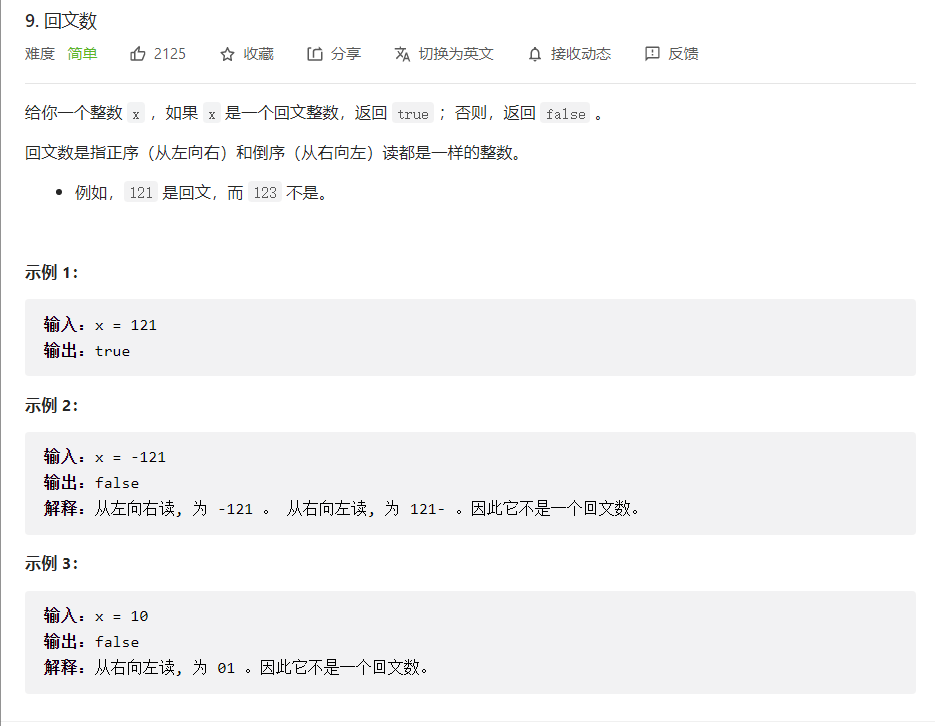 9. 回文数
难度 简单 2125 收藏 分享 切换为英文 接收动态 反馈
给你一个整数 x ，如果 x 是一个回文整数，返回 true ；否则，返回 false 。
回文数是指正序（从左向右）和倒序（从右向左）读都是一样的整数。
• 例如，121 是回文，而 123 不是。
示例 1：
输入：x = 121
输出：true
示例 2：
输入：x = -121
输出：false
解释：从左向右读, 为 -121 。 从右向左读, 为 121- 。因此它不是一个回文数。
示例 3：
输入：x = 10
输出：false
解释：从右向左读, 为 01 。因此它不是一个回文数。